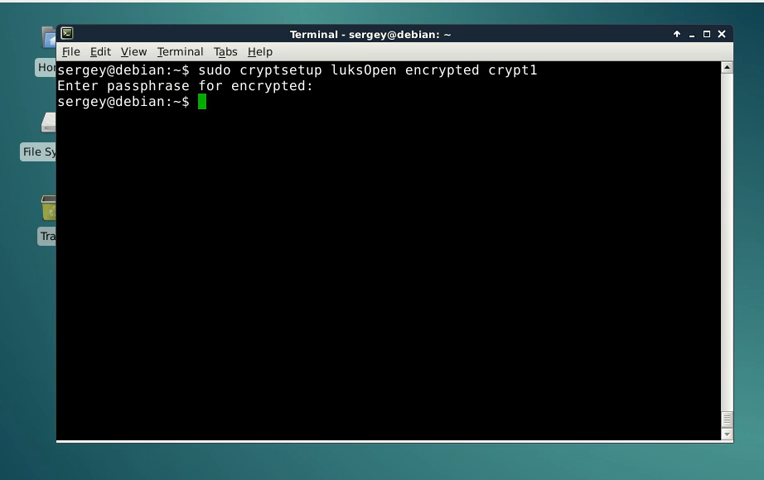 Terminal - sergey@debian: ~
File Edit View Terminal Tabs Help
sergey@debian:~$ sudo cryptsetup luksOpen encrypted crypt1
Enter passphrase for encrypted:
sergey@debian:~$
Hor
File Sy
Tra